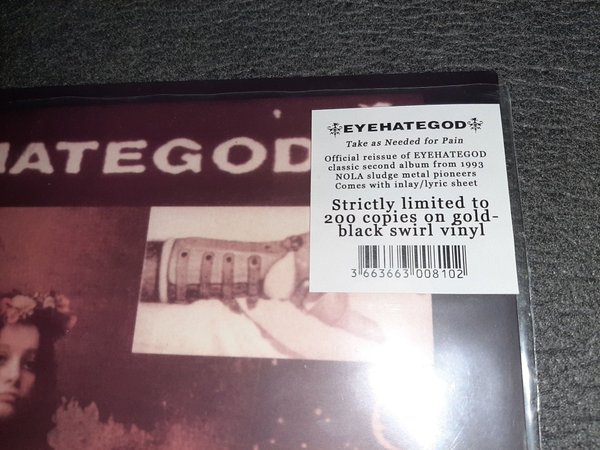 HATEGOD
EYEHATEGOD
Take as Needed for Pain
Official reissue of EYEHATEGOD
classic second album from 1993
NOLA sludge metal pioneers
Comes with inlay/lyric sheet
Strictly limited to
200 copies on gold-
black swirl vinyl
3 663663 008102